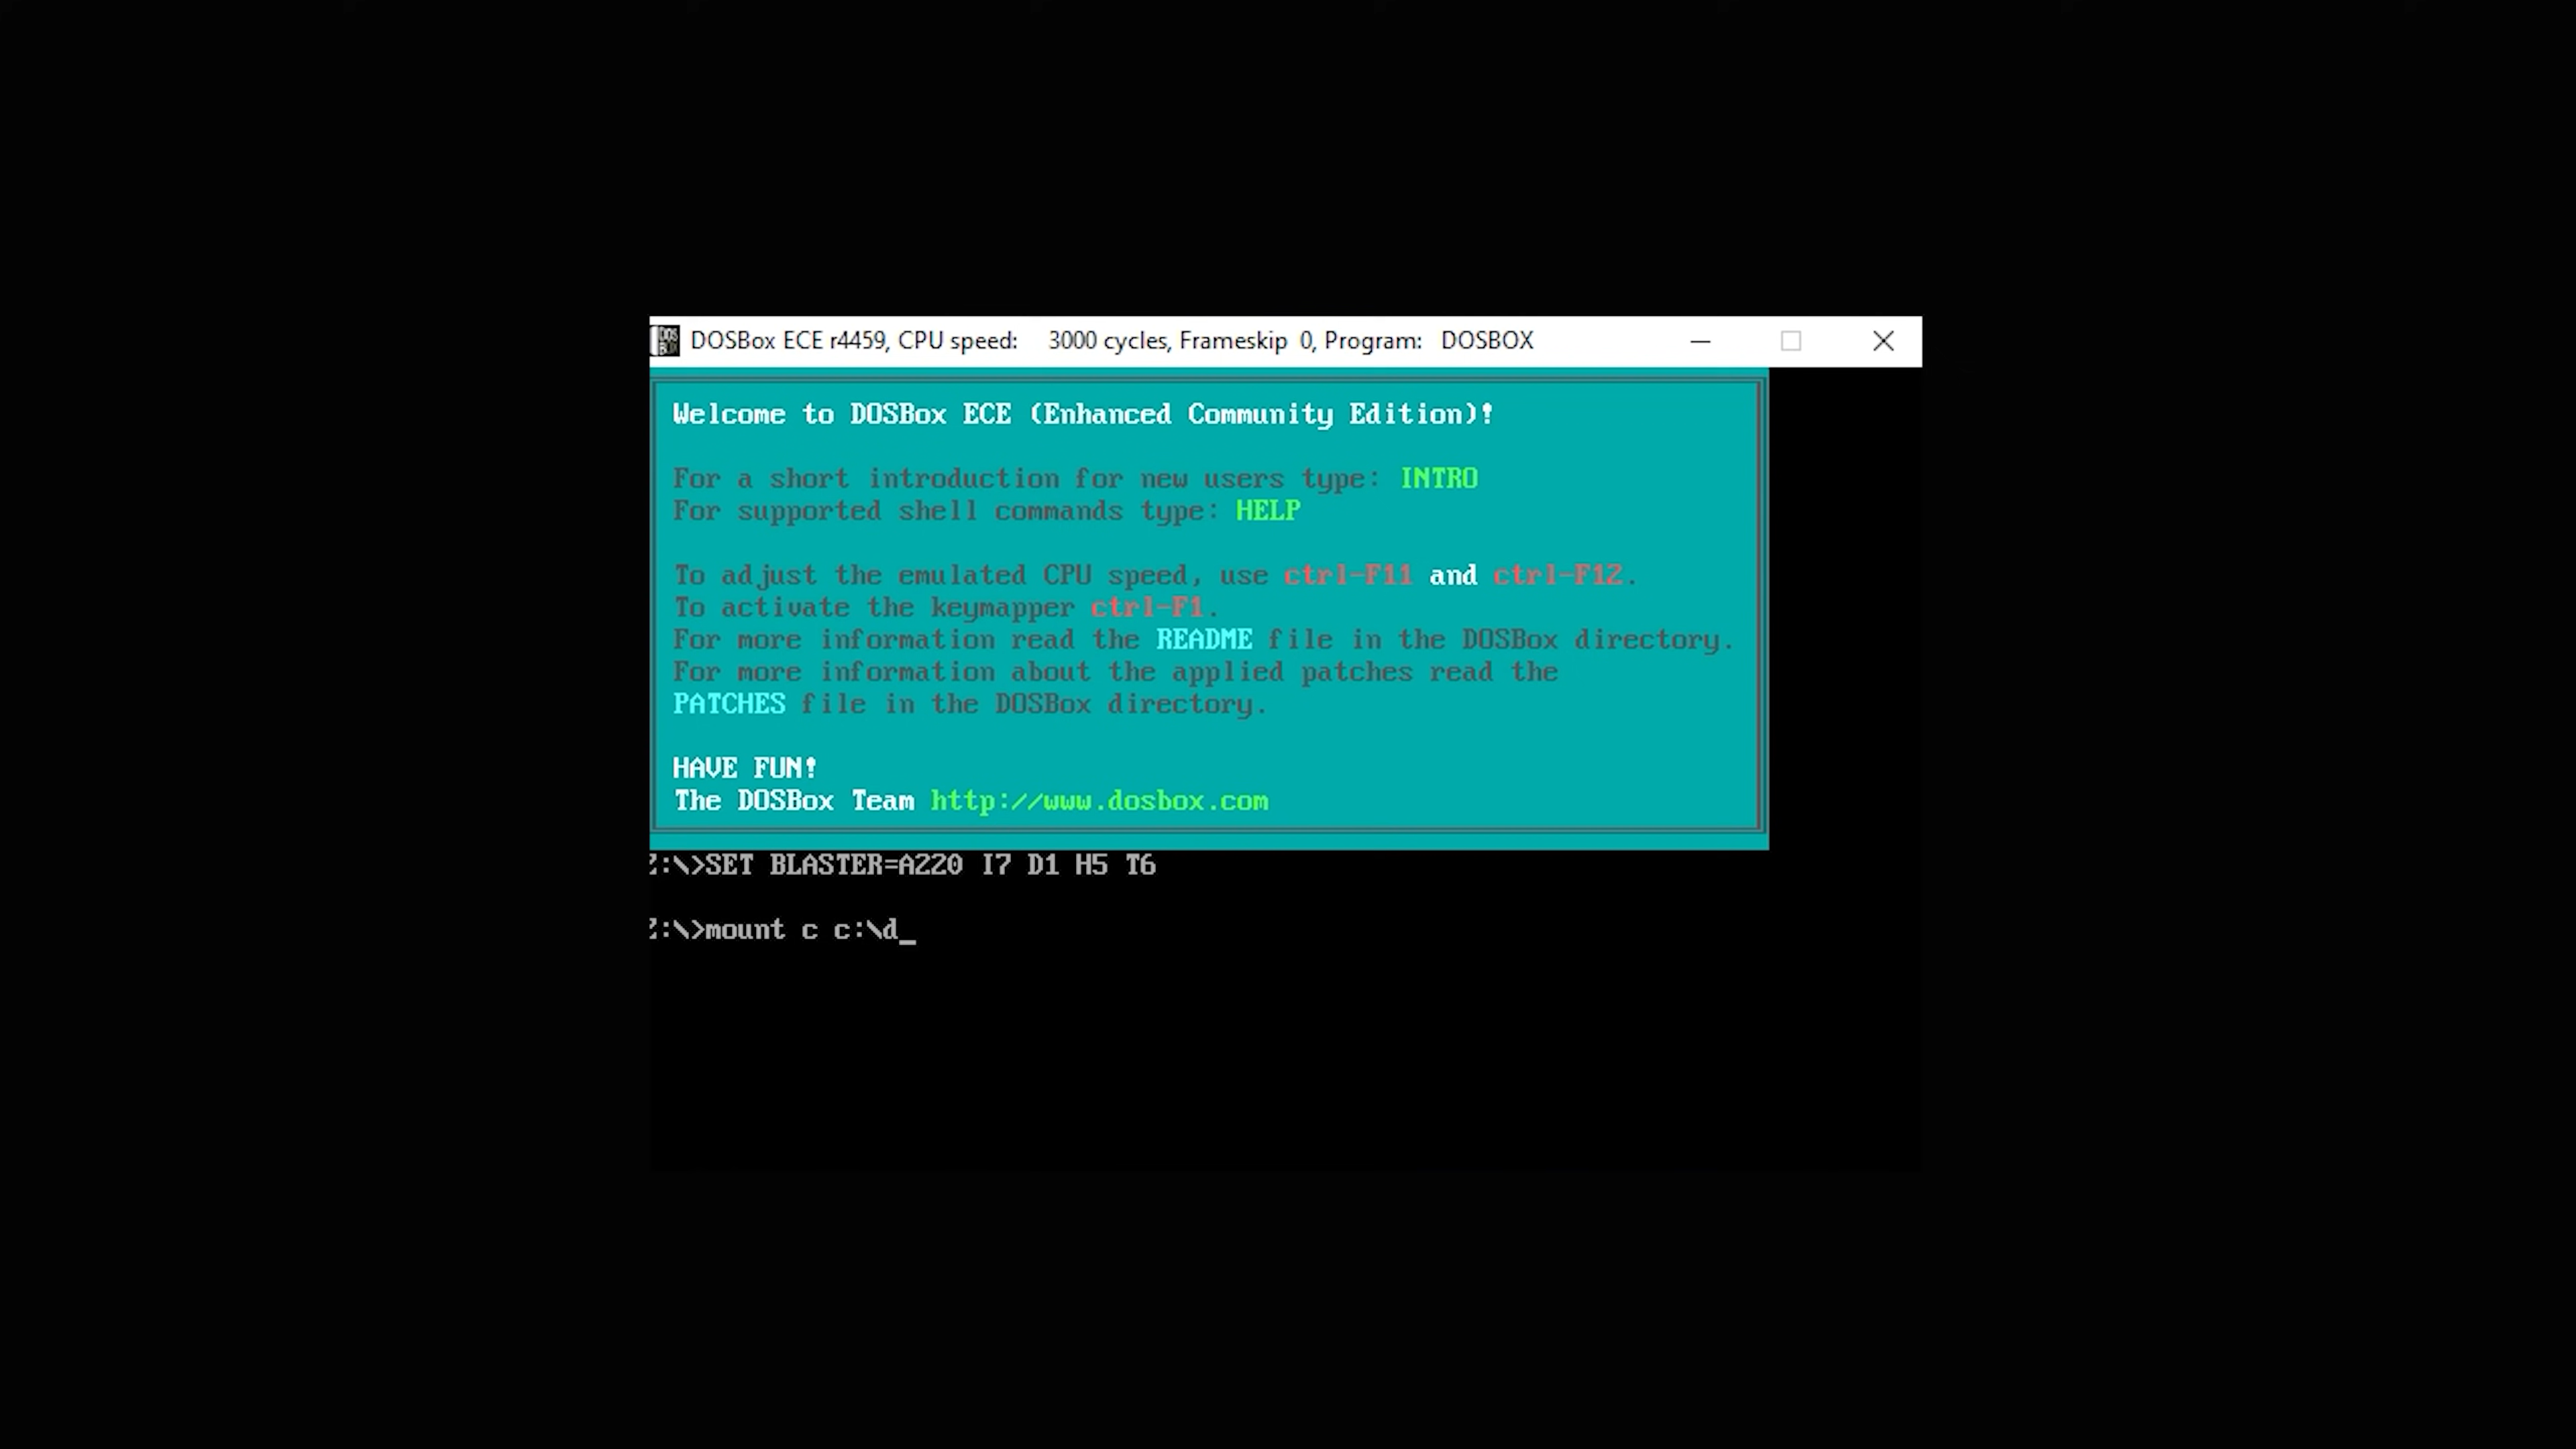 DOSBox ECE r4459, CPU speed: 3000 cycles, Frameskip 0, Program: DOSBOX
Welcome to DOSBox ECE (Enhanced Community Edition)!
For a short introduction for new users type: INTRO
For supported shell commands type: HELP
To adjust the emulated CPU speed, use ctrl-F11 and ctrl-F12.
To activate the keymapper ctrl-F1.
For more information read the README file in the DOSBox directory.
For more information about the applied patches read the
PATCHES file in the DOSBox directory.
HAVE FUN!
The DOSBox Team http://www.dosbox.com
Z:\>SET BLASTER=A220 I7 D1 H5 T6
Z:\>mount c c:\d_